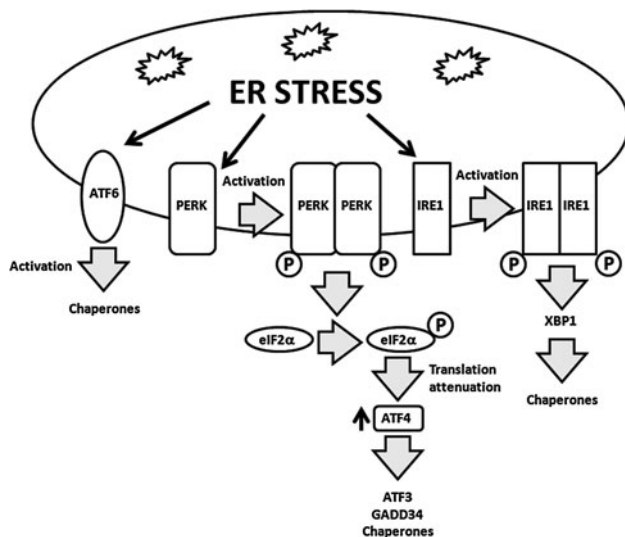 ER STRESS
ATF6
PERK
Activation
PERK
PERK
IRE1
Activation
IRE1
IRE1
P
P
P
P
Activation
Chaperones
eIF2α
eIF2α
P
XBP1
Translation
attenuation
Chaperones
ATF4
ATF3
GADD34
Chaperones